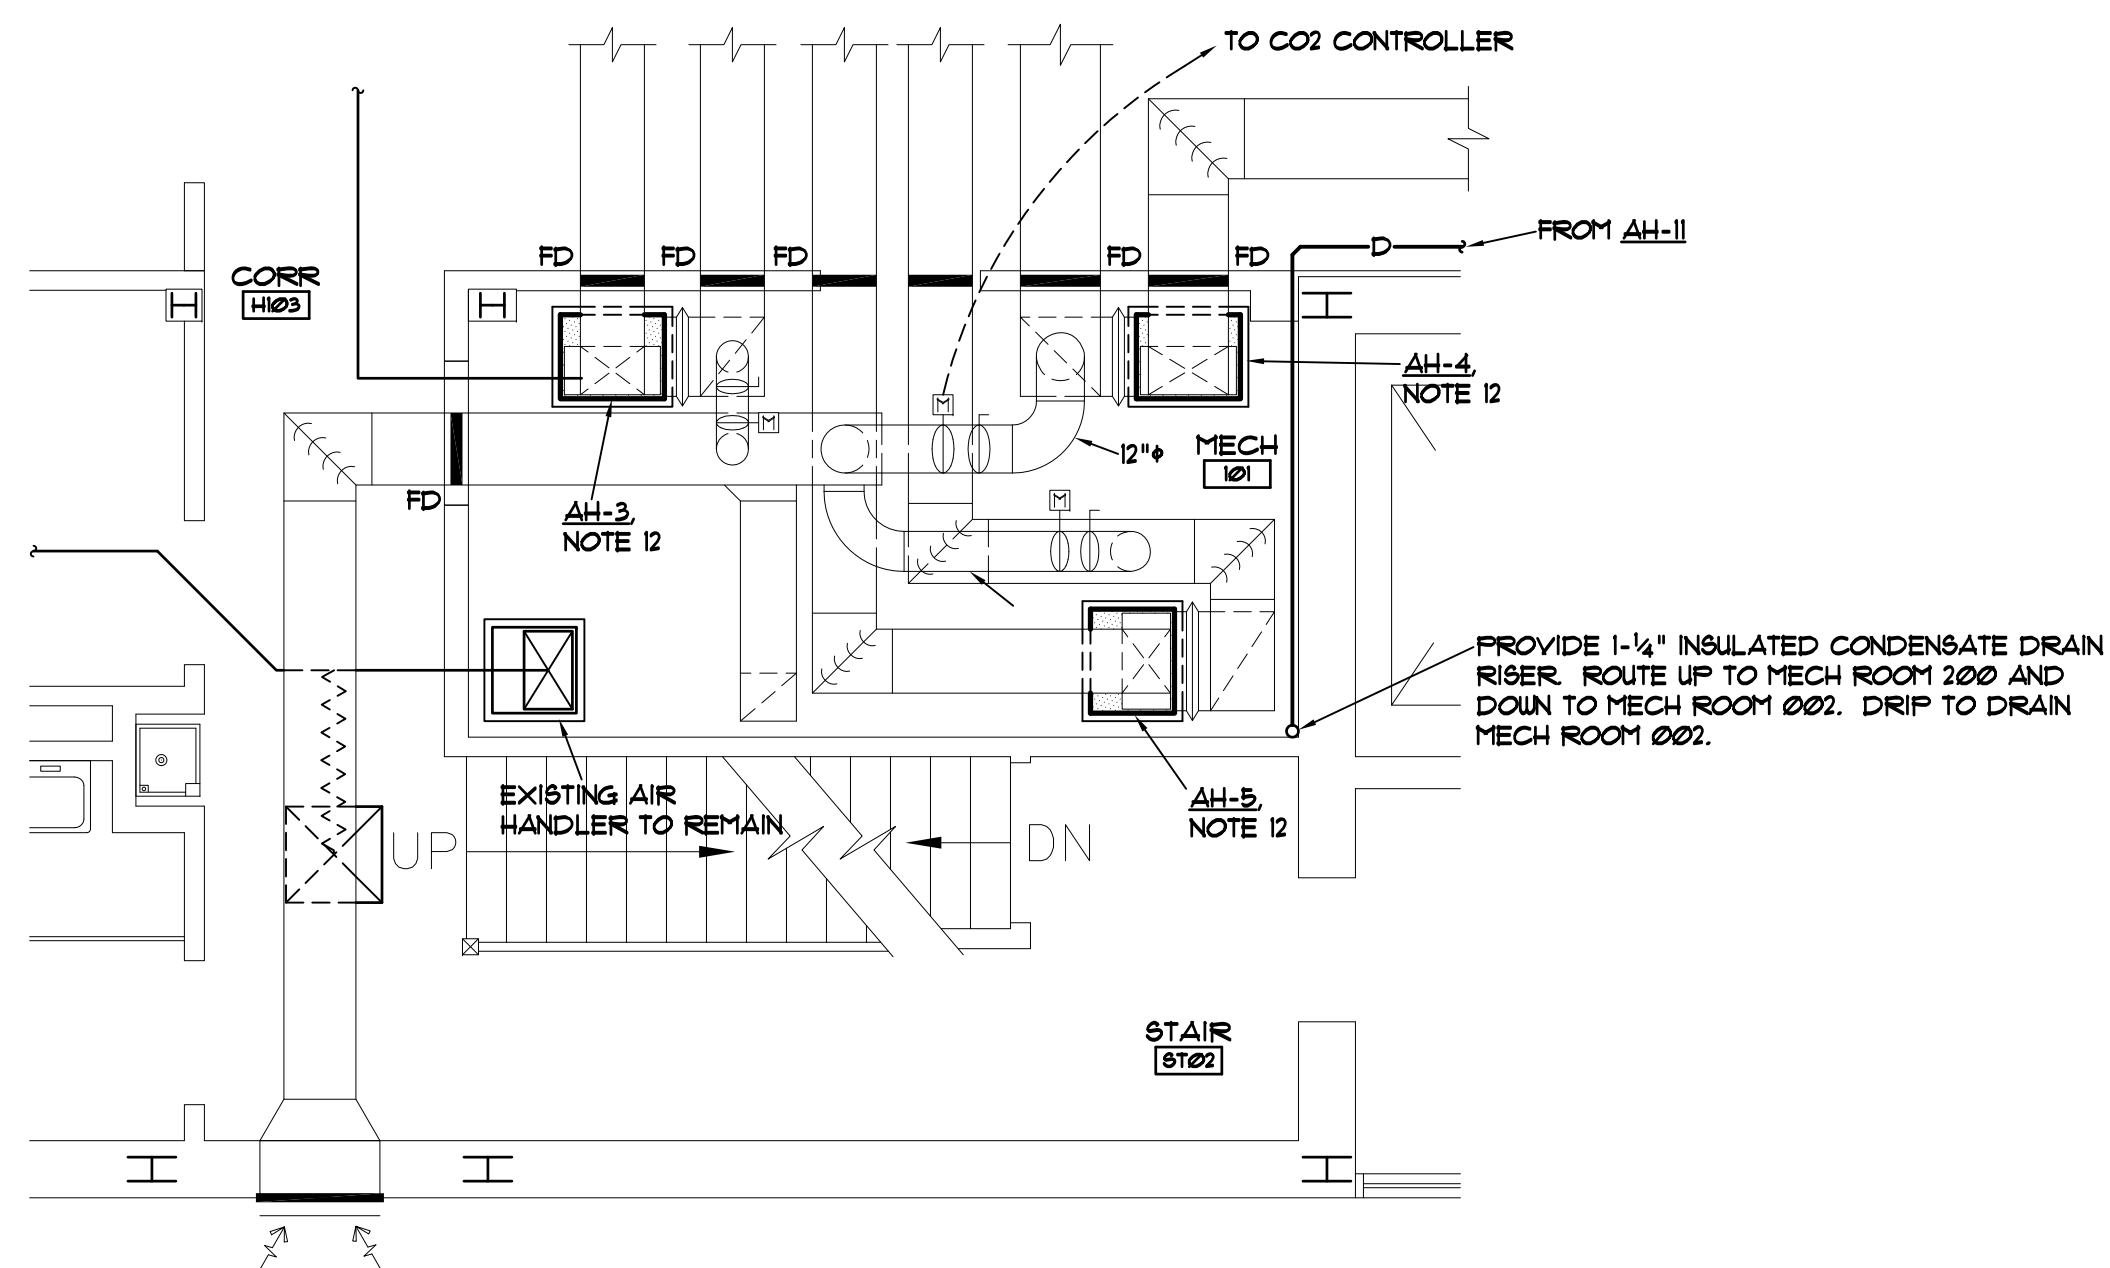 TO CO2 CONTROLLER
FROM AH-11
D
FD
FD
FD
FD
FD
CORR
H103
AH-4,
NOTE 12
M
M
12"ϕ
MECH
101
FD
M
AH-3,
NOTE 12
PROVIDE 1-¼" INSULATED CONDENSATE DRAIN
RISER. ROUTE UP TO MECH ROOM 200 AND
DOWN TO MECH ROOM 002. DRIP TO DRAIN
MECH ROOM 002.
EXISTING AIR
HANDLER TO REMAIN
AH-5,
NOTE 12
UP
DN
STAIR
ST02